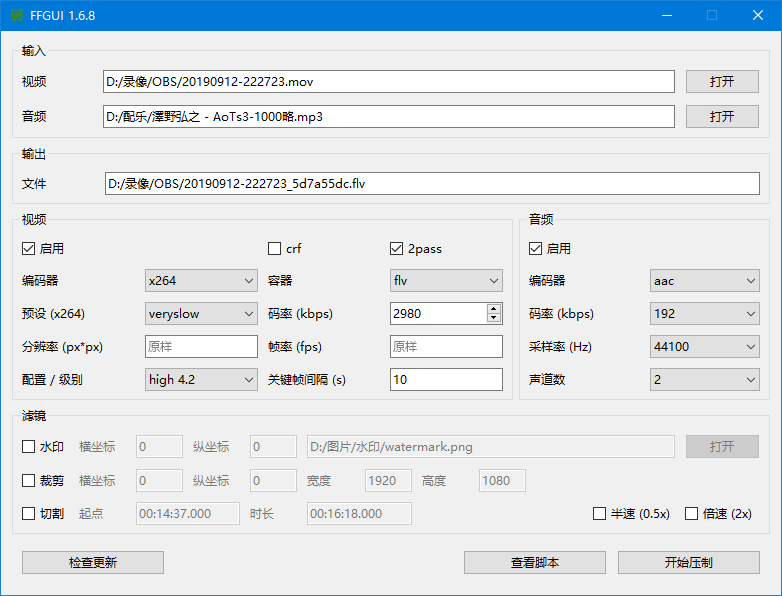 FFGUI 1.6.8
输入
视频 D:/录像/OBS/20190912-222723.mov 打开
音频 D:/配乐/澤野弘之 - AoTs3-1000略.mp3 打开
输出
文件 D:/录像/OBS/20190912-222723_5d7a55dc.flv
视频
启用 crf 2pass
编码器 x264 容器 flv
预设 (x264) veryslow 码率 (kbps) 2980
分辨率 (px*px) 原样 帧率 (fps) 原样
配置 / 级别 high 4.2 关键帧间隔 (s) 10
音频
启用
编码器 aac
码率 (kbps) 192
采样率 (Hz) 44100
声道数 2
滤镜
水印 横坐标 0 纵坐标 0 D:/图片/水印/watermark.png 打开
裁剪 横坐标 0 纵坐标 0 宽度 1920 高度 1080
切割 起点 00:14:37.000 时长 00:16:18.000 半速 (0.5x) 倍速 (2x)
检查更新 查看脚本 开始压制